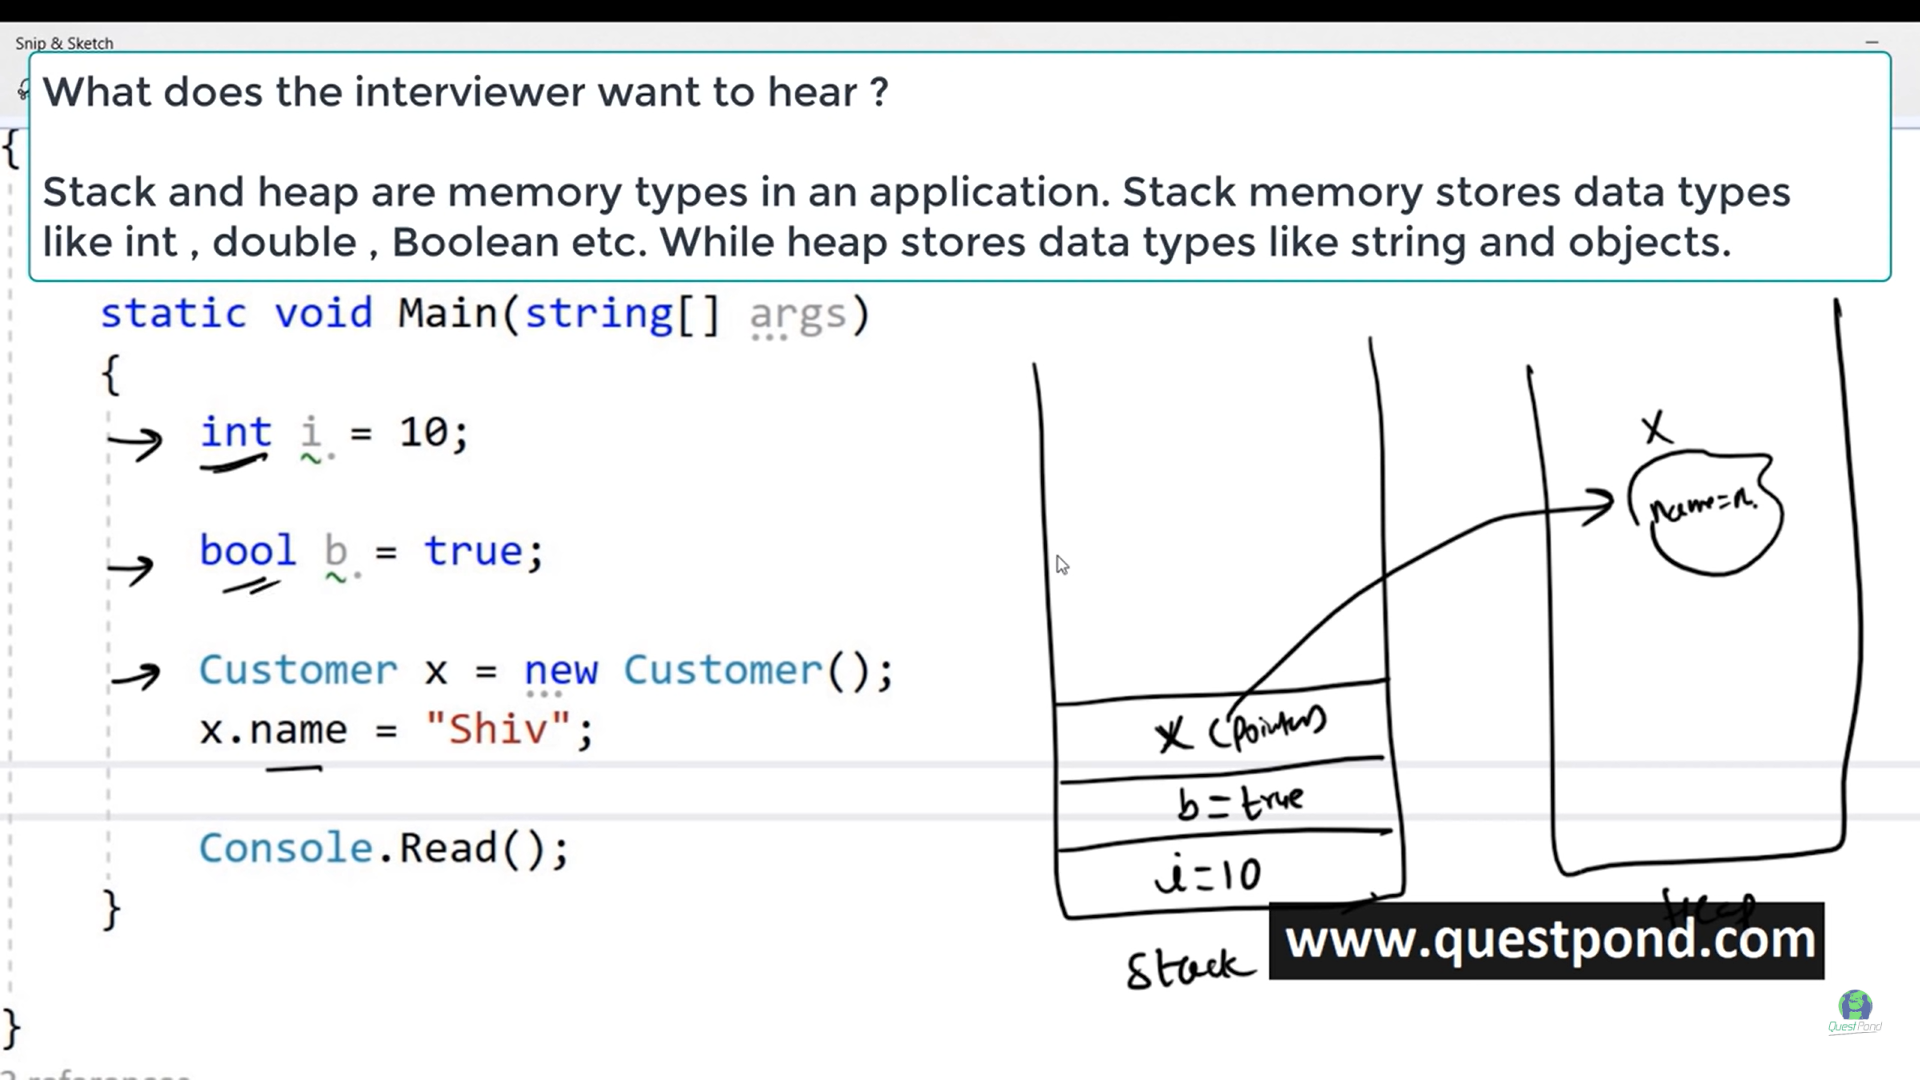 Snip & Sketch
What does the interviewer want to hear ?
Stack and heap are memory types in an application. Stack memory stores data types
like int , double , Boolean etc. While heap stores data types like string and objects.
{
static void Main(string[] args)
{
int i = 10;
bool b = true;
Customer x = new Customer();
x.name = "Shiv";
Console.Read();
}
}
X
name=
X (Pointer)
b=true
i=10
Stack
Heap
www.questpond.com
QuestPond